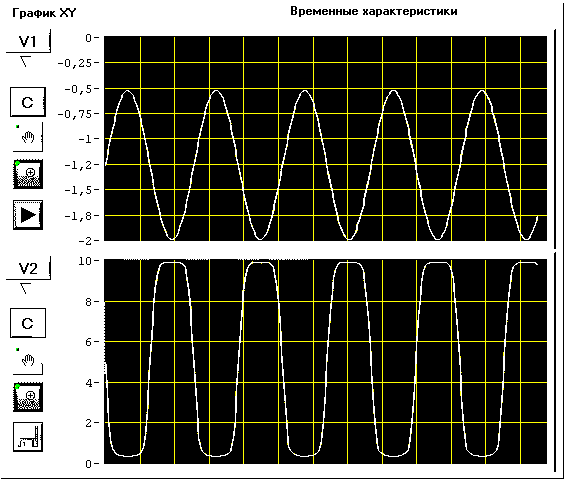 График XY
Временные характеристики
V1
C
0-
-0,25-
-0,5-
-0,75-
-1-
-1,2-
-1,5-
-1,8-
-2-
V2
C
10-
8-
6-
4-
2-
0-